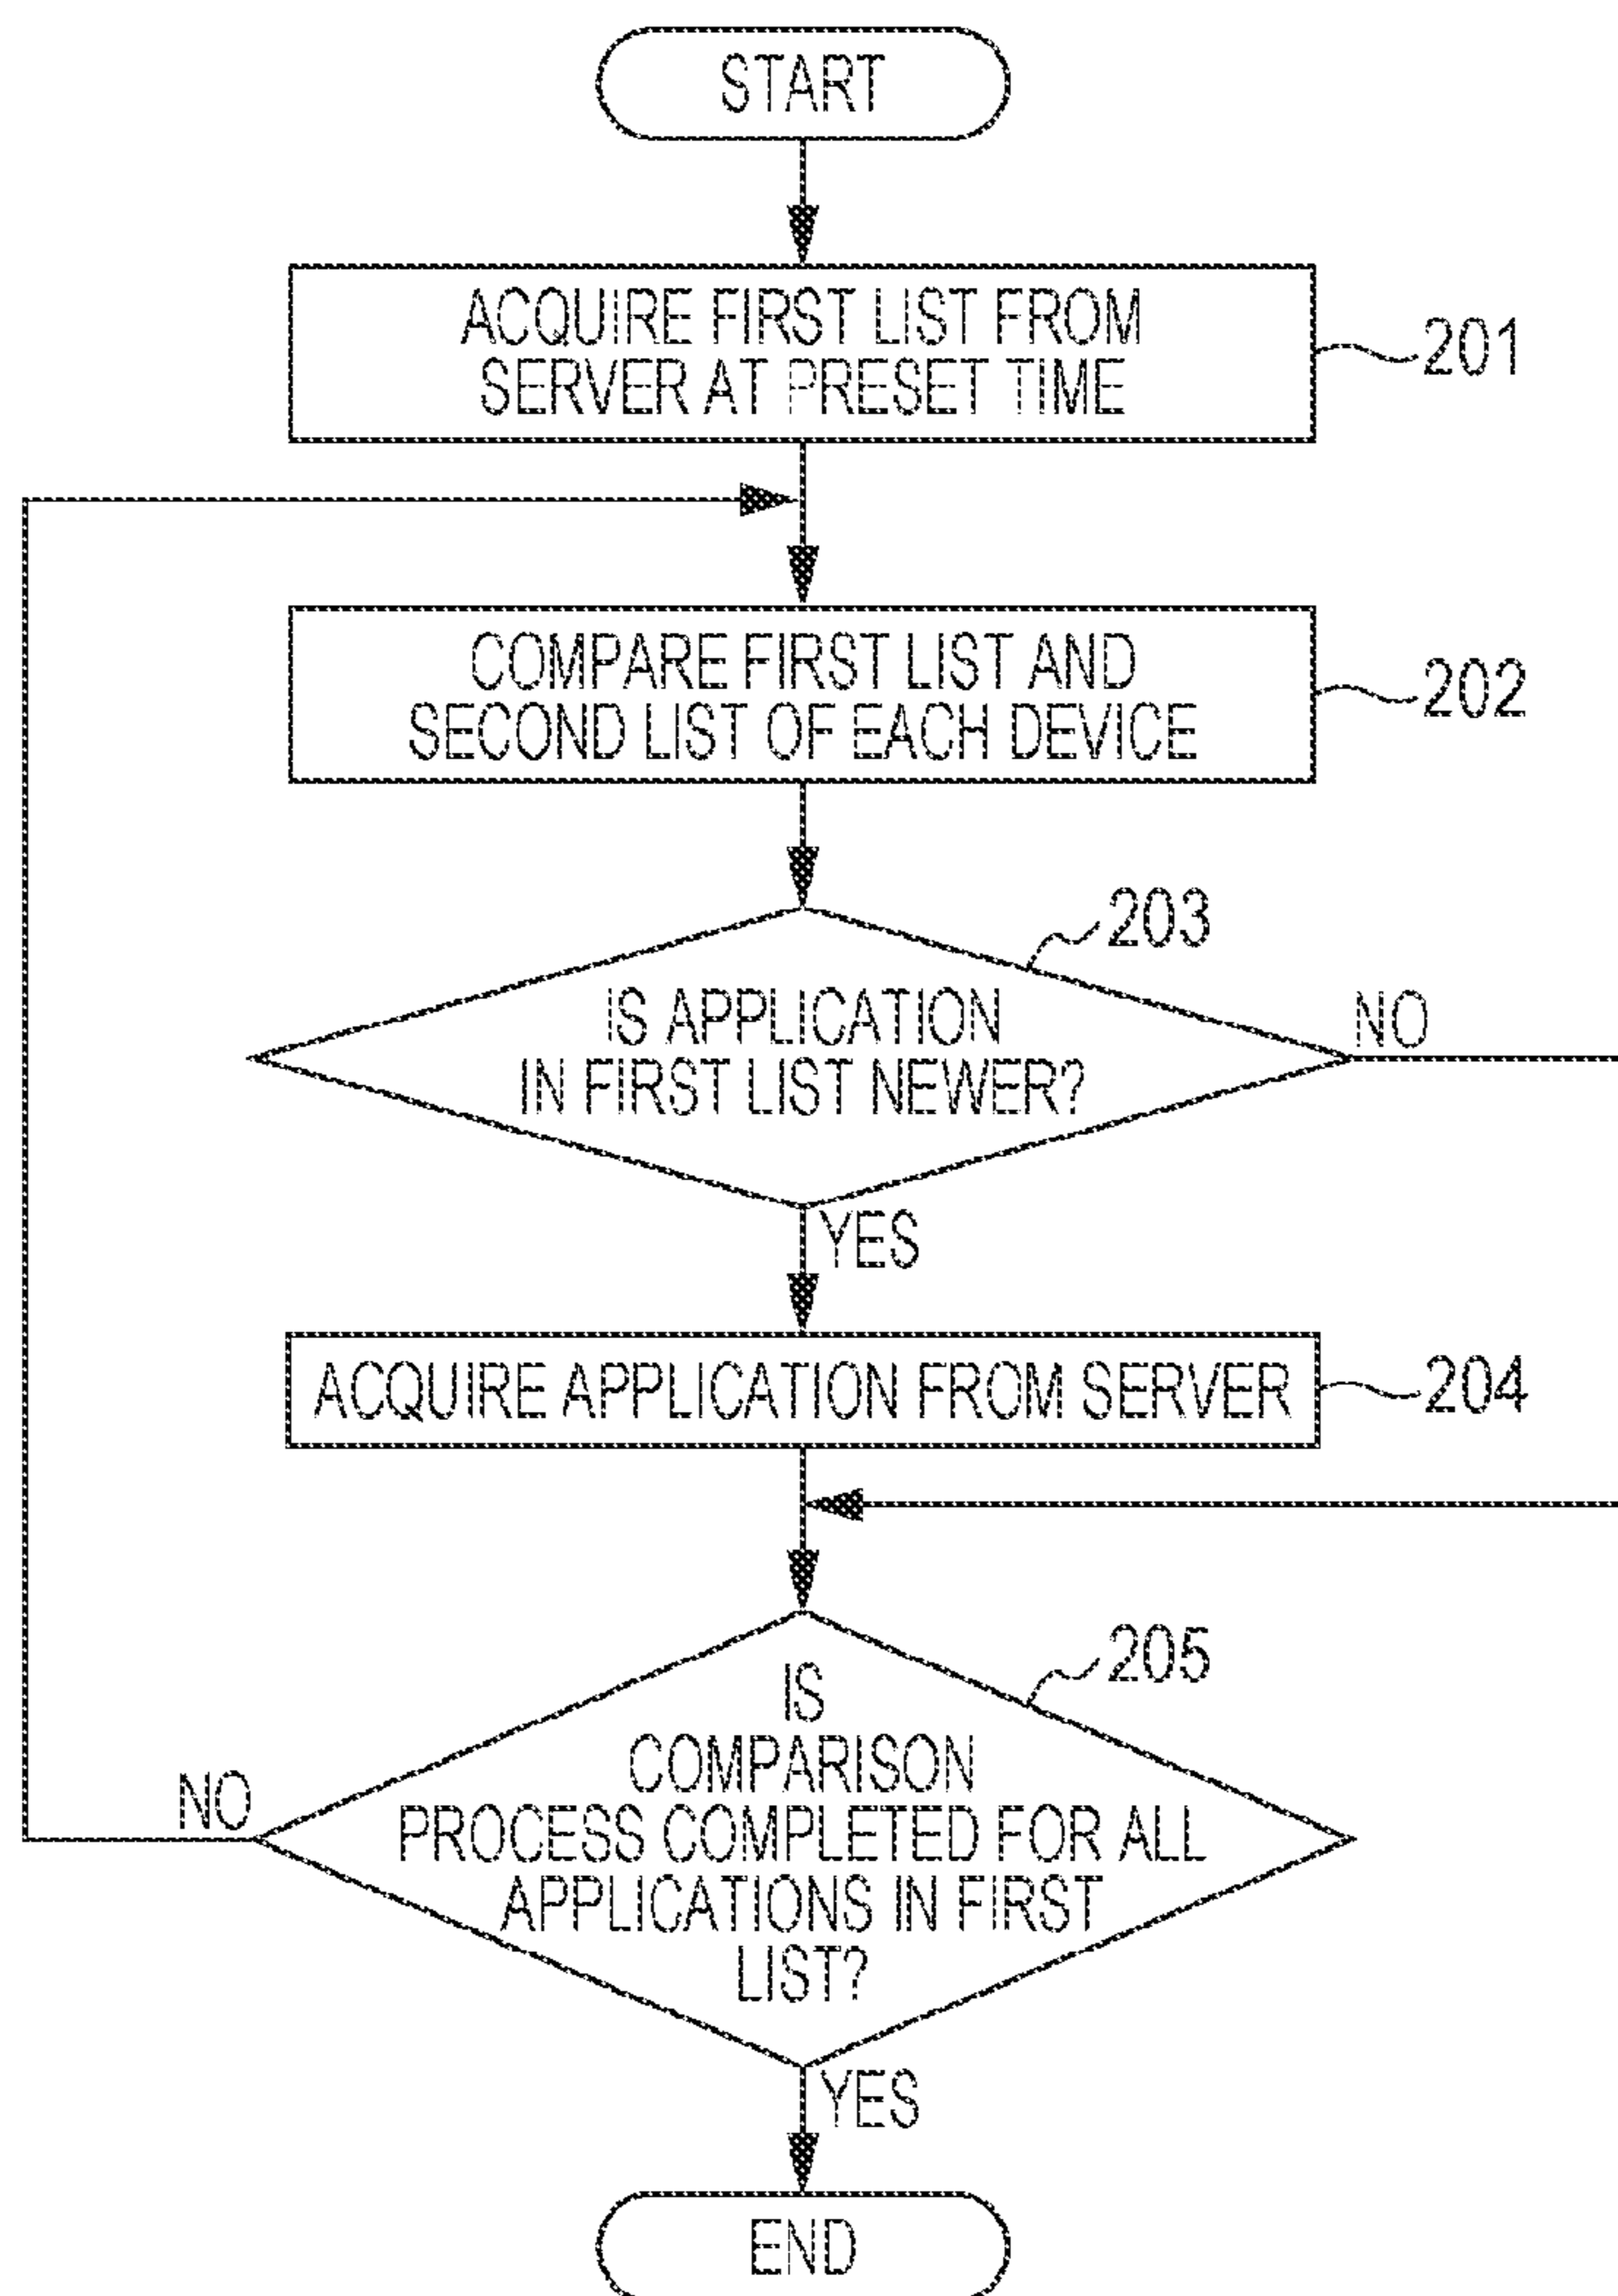 START
ACQUIRE FIRST LIST FROM
SERVER AT PRESET TIME
201
COMPARE FIRST LIST AND
SECOND LIST OF EACH DEVICE
202
203
IS APPLICATION
IN FIRST LIST NEWER?
NO
YES
ACQUIRE APPLICATION FROM SERVER
204
205
IS
COMPARISON
PROCESS COMPLETED FOR ALL
APPLICATIONS IN FIRST
LIST?
NO
YES
END